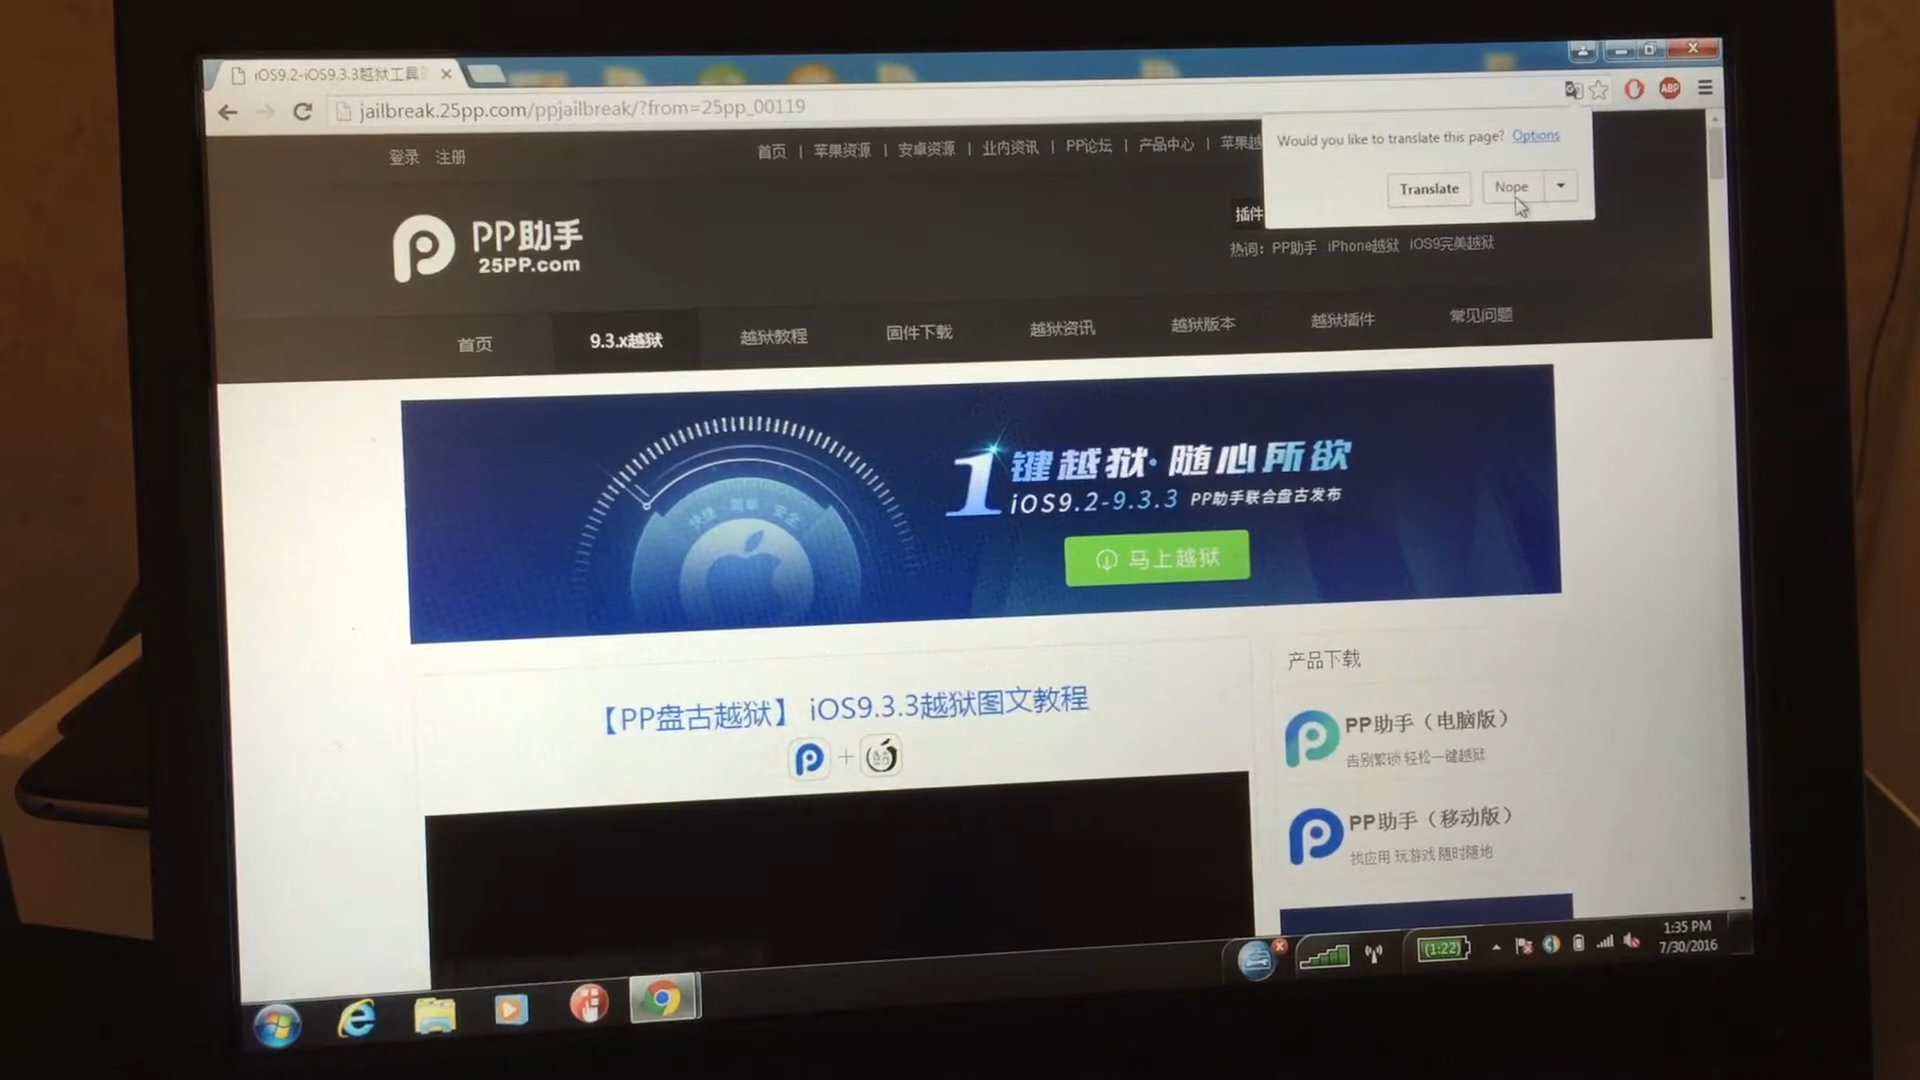 iOS9.2-iOS9.3.3越狱工具
jailbreak.25pp.com/ppjailbreak/?from=25pp_00119
ABP
登录 注册
首页 | 苹果资源 | 安卓资源 | 业内资讯 | PP论坛 | 产品中心 | 苹果越
Would you like to translate this page? Options
Translate
Nope
PP助手
25PP.com
插件
热词: PP助手 iPhone越狱 iOS9完美越狱
首页 9.3.x越狱 越狱教程 固件下载 越狱资讯 越狱版本 越狱插件 常见问题
快捷 简单 安全
1键越狱·随心所欲
iOS9.2-9.3.3 PP助手联合盘古发布
马上越狱
【PP盘古越狱】 iOS9.3.3越狱图文教程
+
产品下载
PP助手（电脑版）
告别繁琐 轻松一键越狱
PP助手（移动版）
找应用 玩游戏 随时随地
(1:22)
1:35 PM
7/30/2016